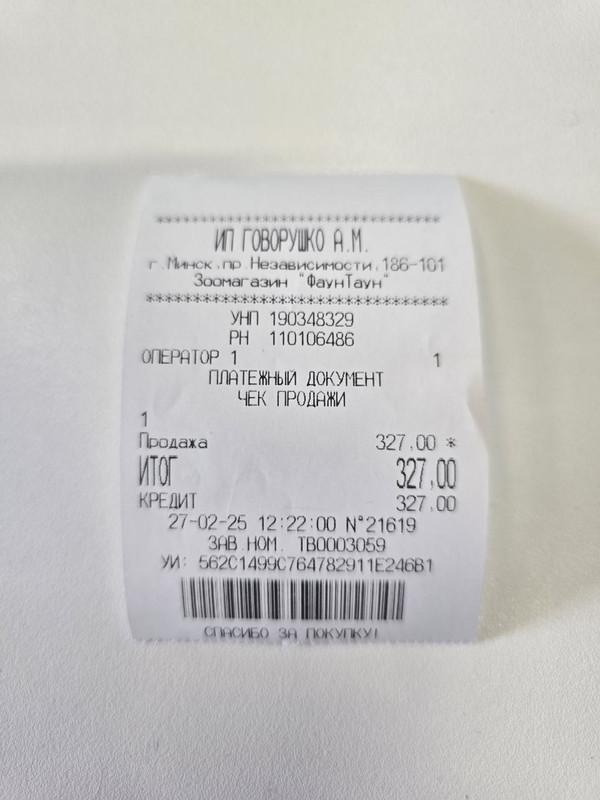 ******************************
ИП ГОВОРУШКО А.М.
г.Минск,пр.Независимости,186-101
Зоомагазин "ФаунТаун"
********************************
УНП 190348329
РН 110106486
ОПЕРАТОР 1 1
ПЛАТЕЖНЫЙ ДОКУМЕНТ
ЧЕК ПРОДАЖИ
1
Продажа 327,00 *
ИТОГ 327,00
КРЕДИТ 327.00
27-02-25 12:22:00 N°21619
ЗАВ.НОМ. ТВ0003059
УИ: 562C1499C764782911E246B1
СПАСИБО ЗА ПОКУПКУ!